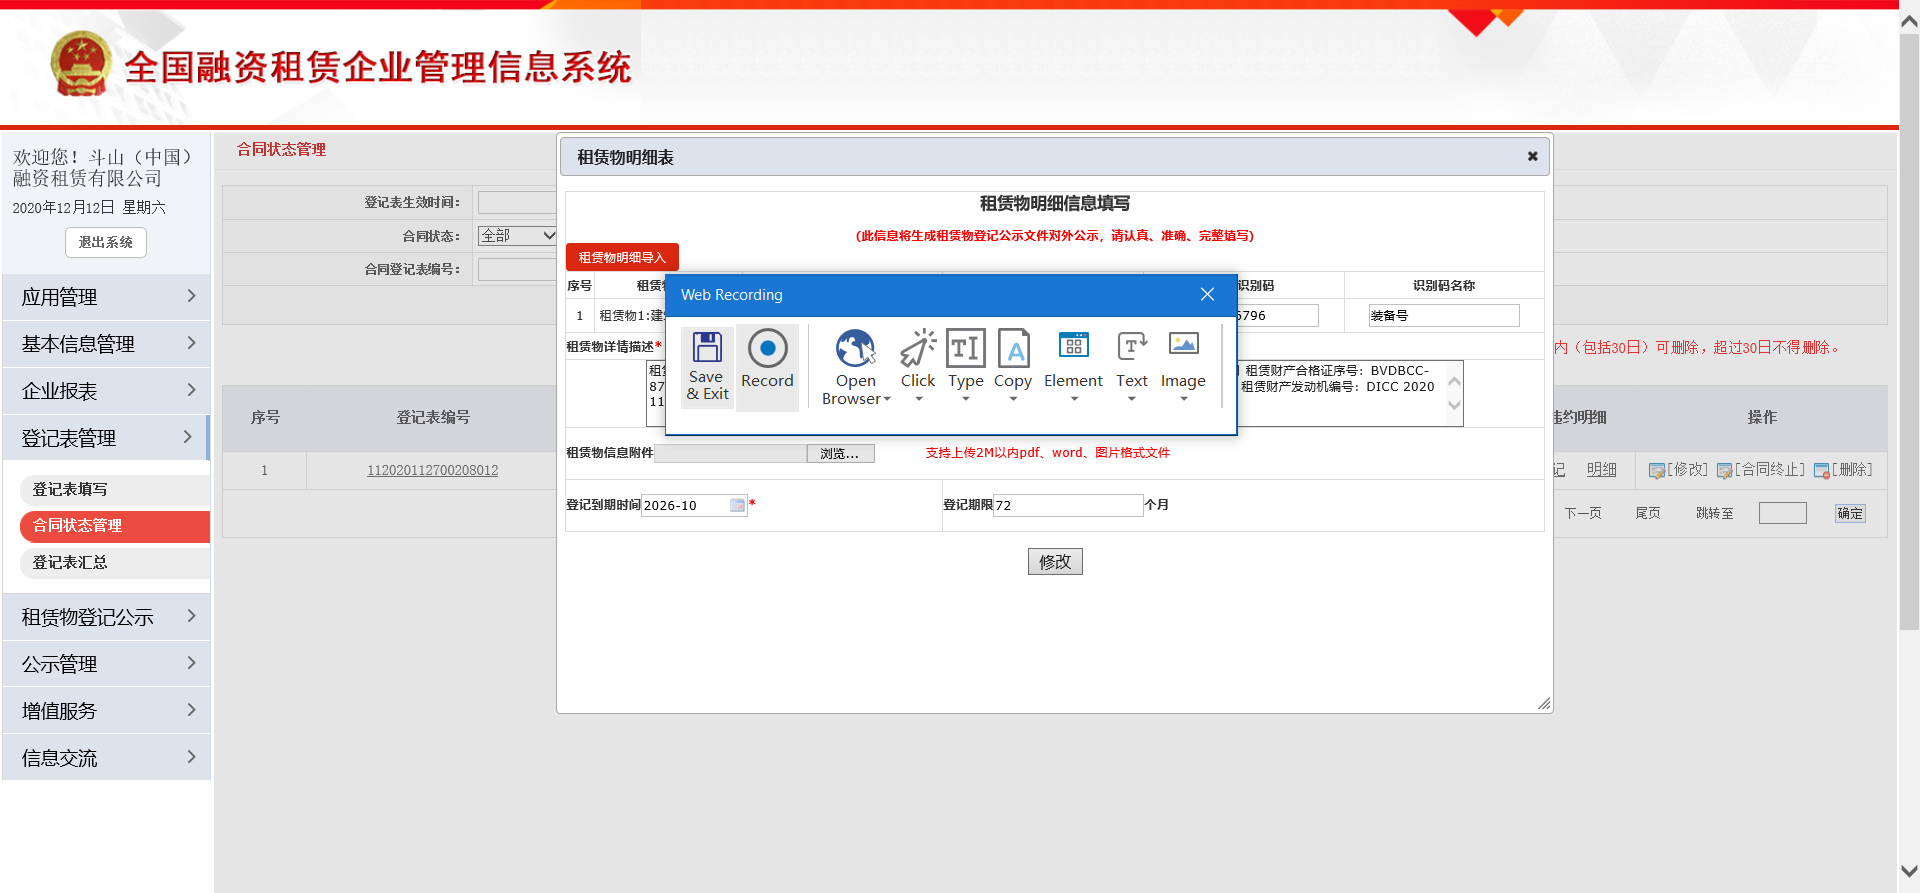 全国融资租赁企业管理信息系统
欢迎您！斗山（中国）
融资租赁有限公司
2020年12月12日 星期六
退出系统
应用管理
基本信息管理
企业报表
登记表管理
登记表填写
合同状态管理
登记表汇总
租赁物登记公示
公示管理
增值服务
信息交流
合同状态管理
登记表生效时间：
合同状态： 全部
合同登记表编号：
内（包括30日）可删除，超过30日不得删除。
序号 登记表编号 违约明细 操作
1 112020112700208012 记 明细 [修改] [合同终止] [删除]
下一页 尾页 跳转至 确定
租赁物明细表
租赁物明细信息填写
(此信息将生成租赁物登记公示文件对外公示，请认真、准确、完整填写)
租赁物明细导入
序号 租赁 识别码 识别码名称
1 租赁物1:建 5796 装备号
租赁物详情描述*
租赁财产合格证序号：BVDBCC-
87 租赁财产发动机编号：DICC 2020
11
租赁物信息附件 浏览... 支持上传2M以内pdf、word、图片格式文件
登记到期时间 2026-10 * 登记期限 72 个月
修改
Web Recording
Save & Exit
Record
Open Browser
Click
Type
Copy
Element
Text
Image